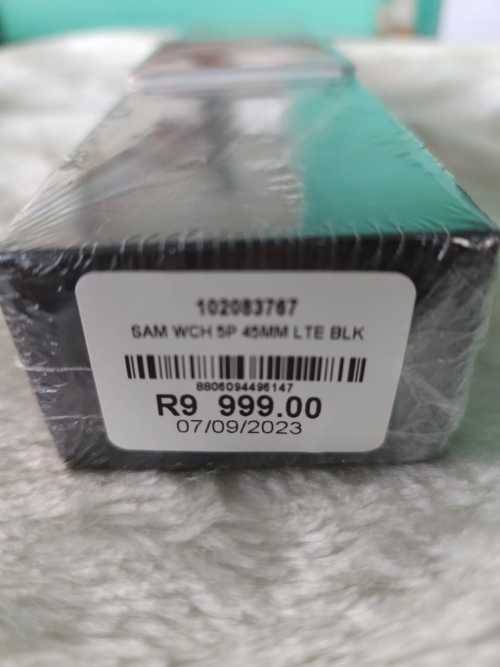 102083767
SAM WCH 5P 45MM LTE BLK
8806094496147
R9 999.00
07/09/2023